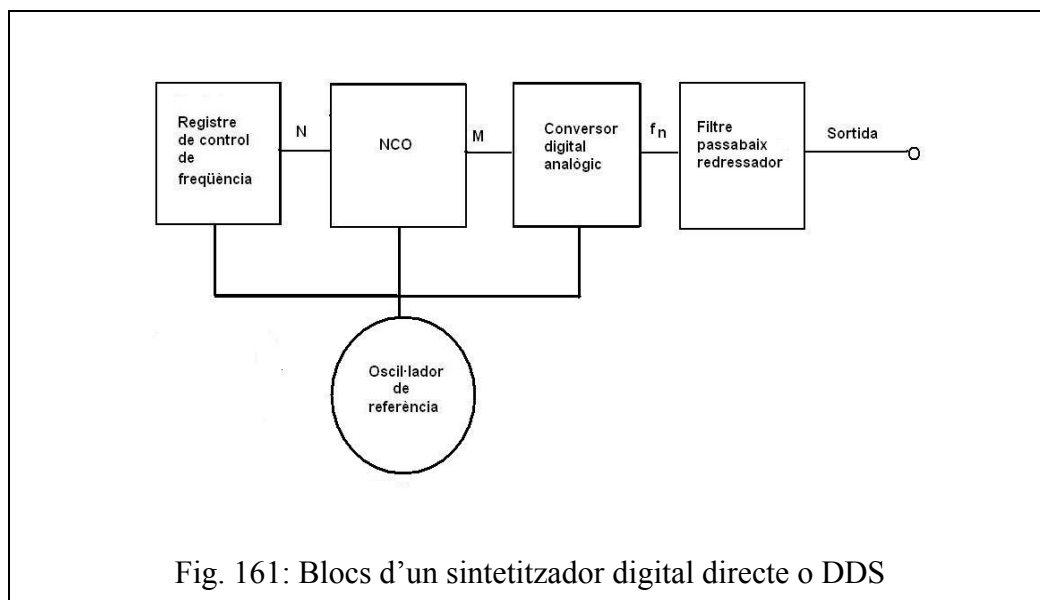 Registre
de control
de
freqüència
N
NCO
M
Conversor
digital
analògic
fn
Filtre
passabaix
redressador
Sortida
Oscil·lador
de
referència
Fig. 161: Blocs d’un sintetitzador digital directe o DDS